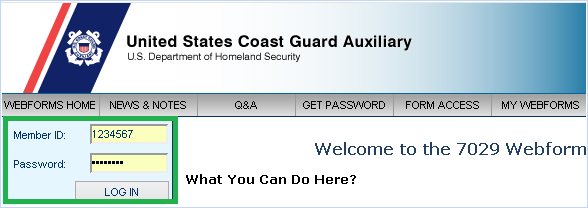 United States Coast Guard Auxiliary
U.S. Department of Homeland Security
WEBFORMS HOME NEWS & NOTES Q&A GET PASSWORD FORM ACCESS MY WEBFORMS
Member ID: 1234567
Password: ••••••••
LOG IN
Welcome to the 7029 Webform
What You Can Do Here?